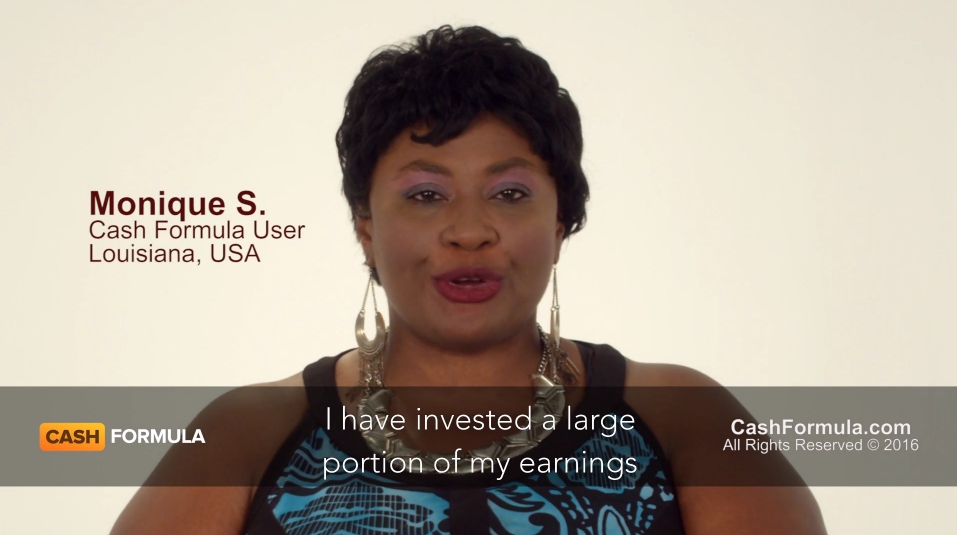 Monique S.
Cash Formula User
Louisiana, USA
CASH FORMULA
I have invested a large
portion of my earnings
CashFormula.com
All Rights Reserved © 2016